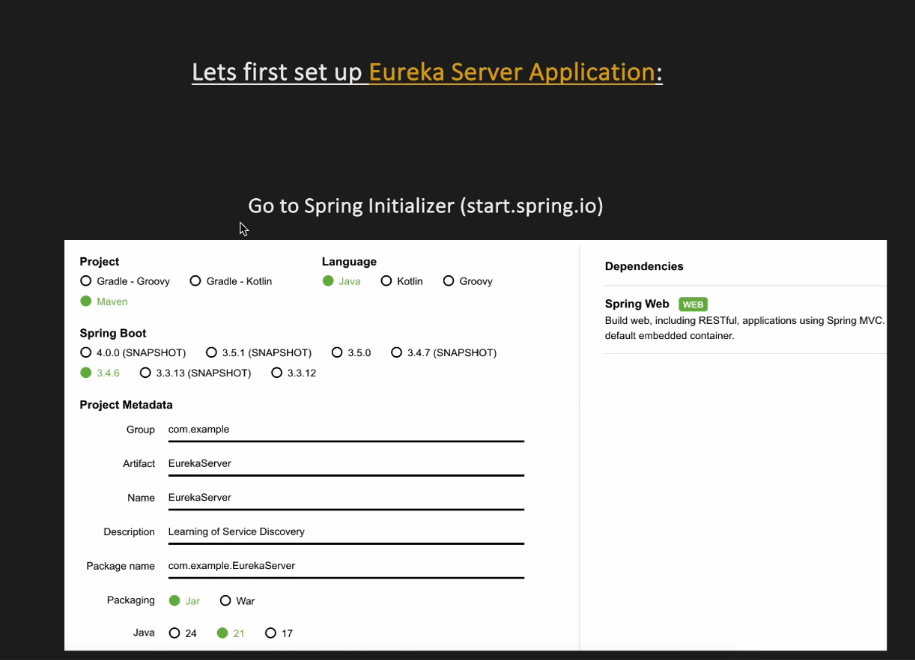 Lets first set up Eureka Server Application:
Go to Spring Initializer (start.spring.io)
Project
Gradle - Groovy Gradle - Kotlin
Maven
Language
Java Kotlin Groovy
Spring Boot
4.0.0 (SNAPSHOT) 3.5.1 (SNAPSHOT) 3.5.0 3.4.7 (SNAPSHOT)
3.4.6 3.3.13 (SNAPSHOT) 3.3.12
Project Metadata
Group com.example
Artifact EurekaServer
Name EurekaServer
Description Learning of Service Discovery
Package name com.example.EurekaServer
Packaging Jar War
Java 24 21 17
Dependencies
Spring Web WEB
Build web, including RESTful, applications using Spring MVC.
default embedded container.